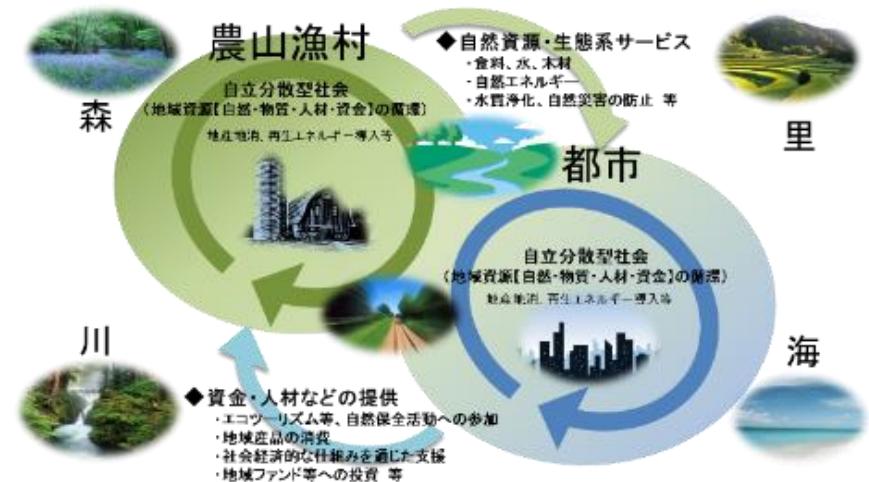 農山漁村
森
自立分散型社会
(地域資源【自然・物質・人材・資金】の循環)
地産地消、再生エネルギー導入等
◆自然資源・生態系サービス
・食料、水、木材
・自然エネルギー
・水質浄化、自然災害の防止 等
里
都市
自立分散型社会
(地域資源【自然・物質・人材・資金】の循環)
地産地消、再生エネルギー導入等
川
海
◆資金・人材などの提供
・エコツーリズム等、自然保全活動への参加
・地域産品の消費
・社会経済的な仕組みを通じた支援
・地域ファンド等への投資 等